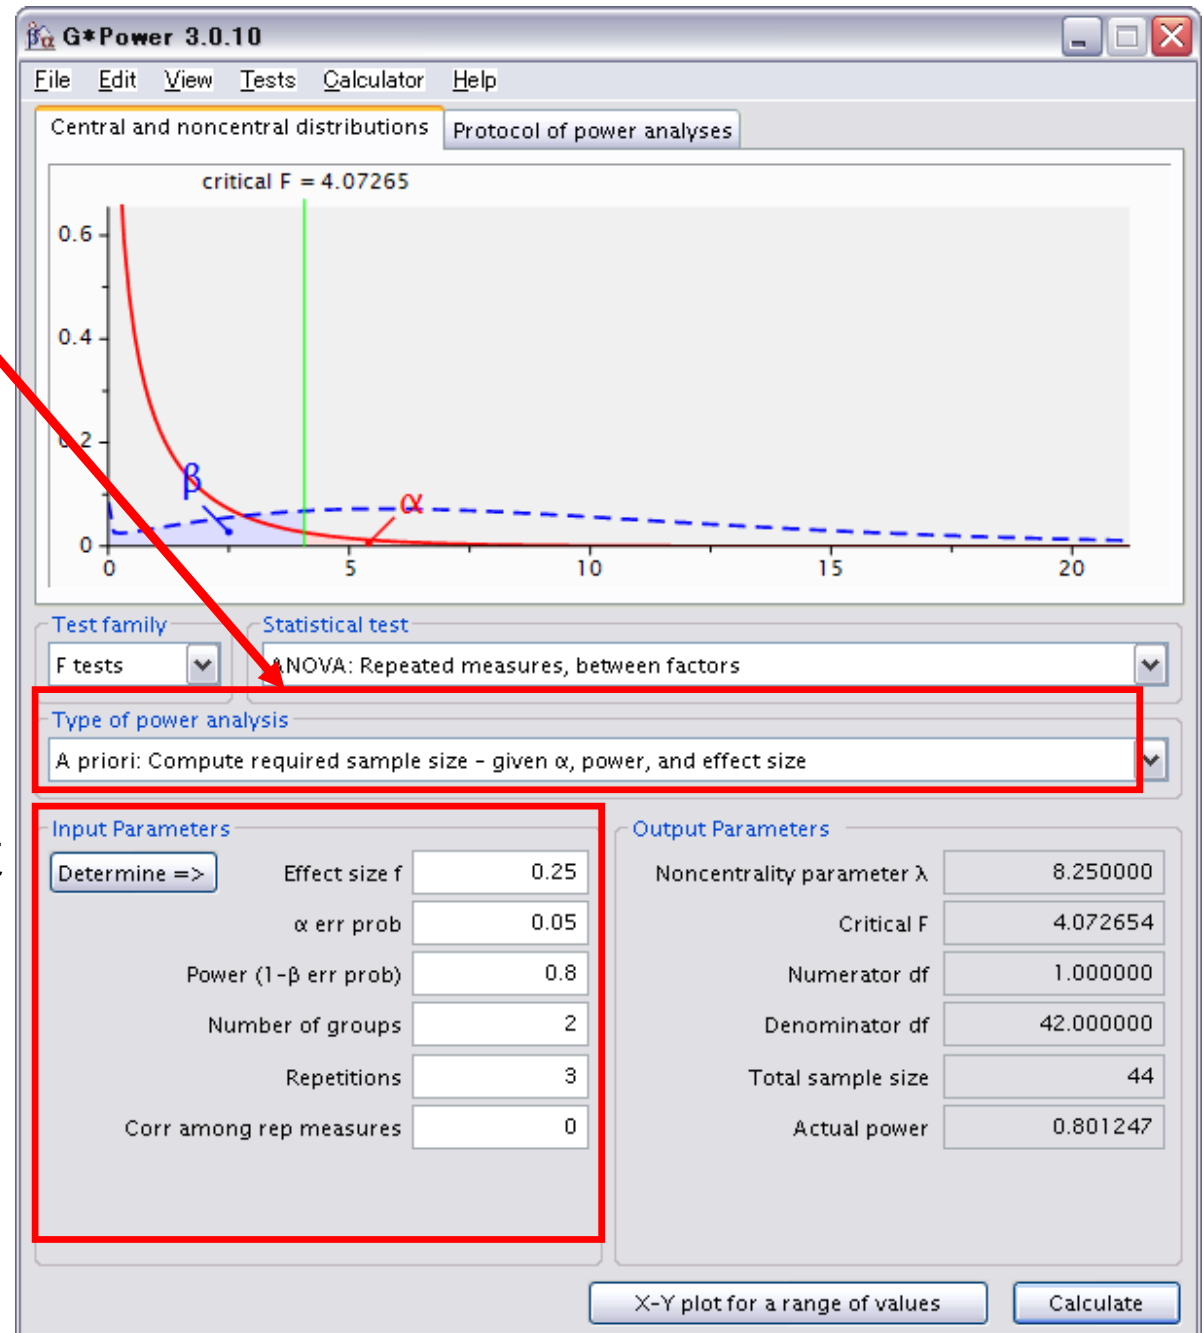 G*Power 3.0.10
File Edit View Tests Calculator Help
Central and noncentral distributions Protocol of power analyses
critical F = 4.07265
0.6
0.4
0.2
β
α
0
0 5 10 15 20
Test family Statistical test
F tests ANOVA: Repeated measures, between factors
Type of power analysis
A priori: Compute required sample size - given α, power, and effect size
Input Parameters Output Parameters
Determine => Effect size f 0.25 Noncentrality parameter λ 8.250000
α err prob 0.05 Critical F 4.072654
Power (1-β err prob) 0.8 Numerator df 1.000000
Number of groups 2 Denominator df 42.000000
Repetitions 3 Total sample size 44
Corr among rep measures 0 Actual power 0.801247
X-Y plot for a range of values Calculate